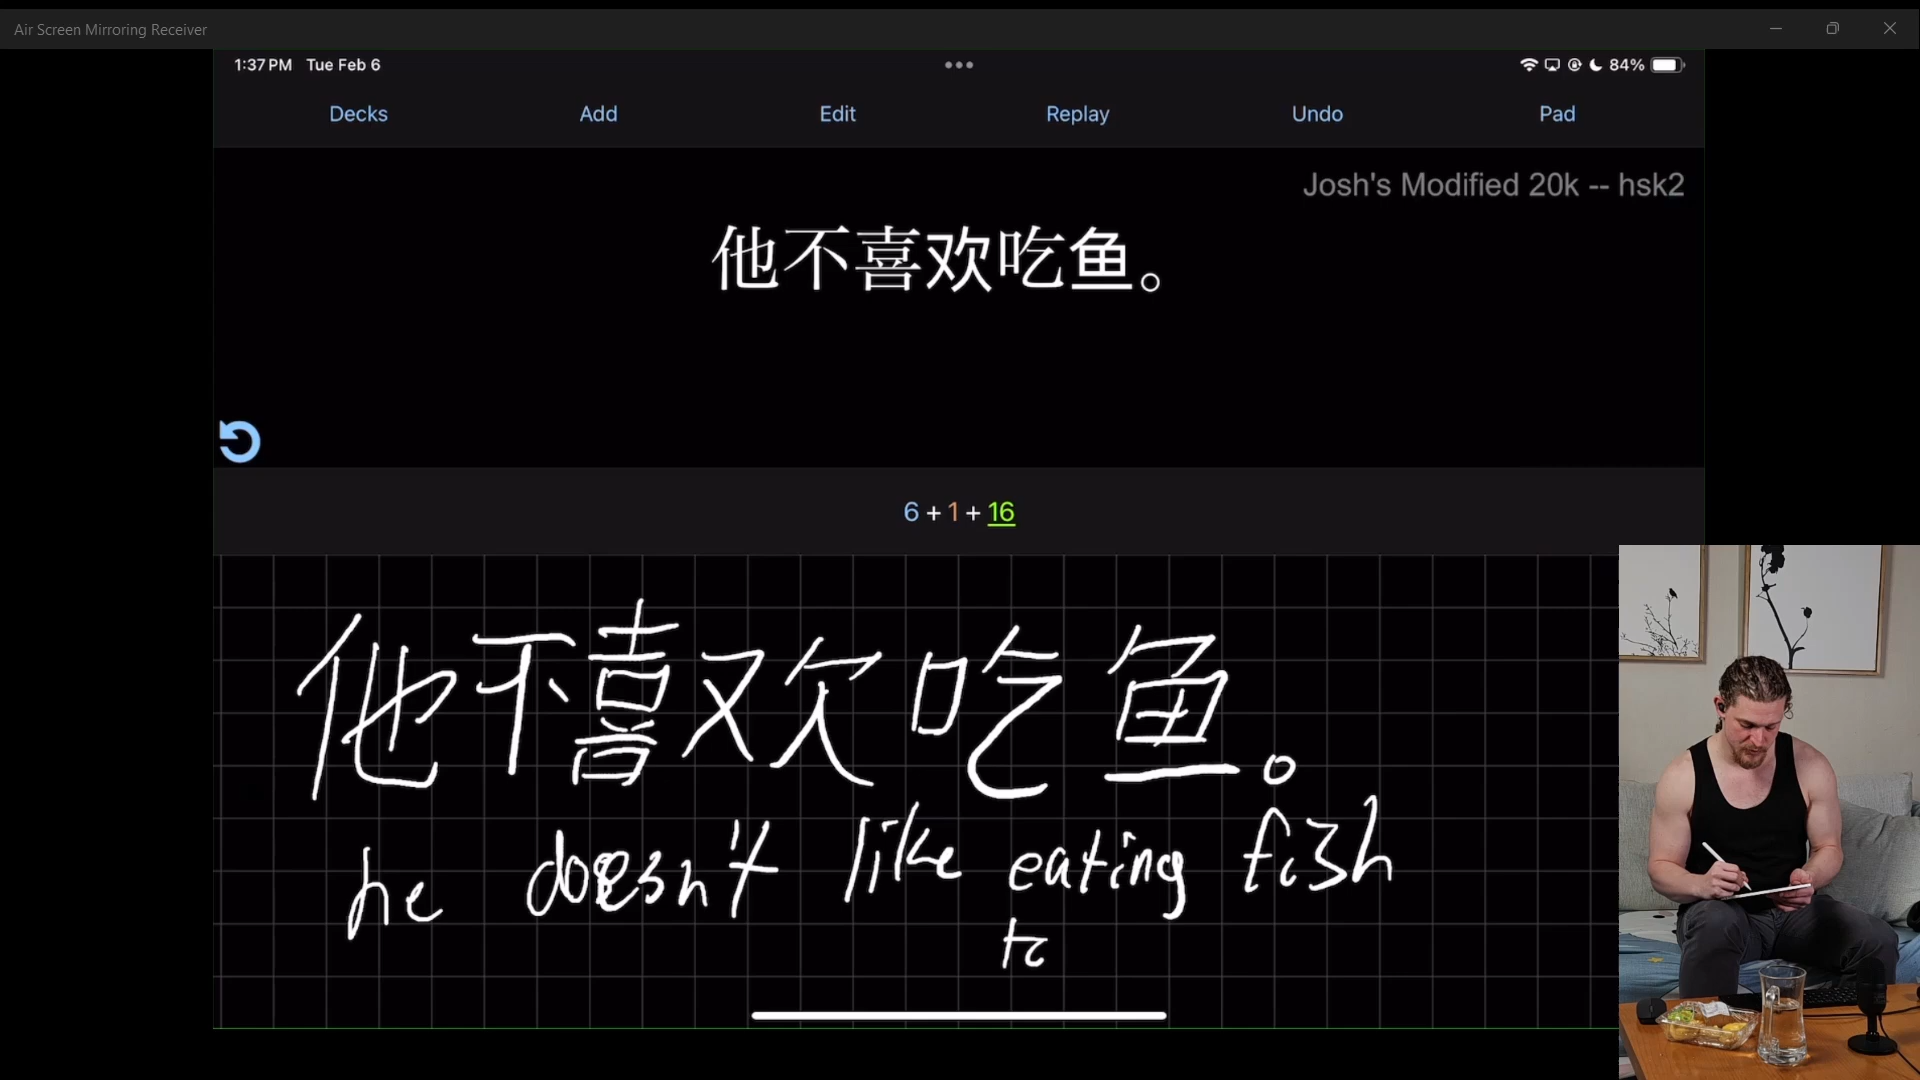 Air Screen Mirroring Receiver
1:37 PM Tue Feb 6 84%
Decks Add Edit Replay Undo Pad
Josh's Modified 20k -- hsk2
他不喜欢吃鱼。
6 + 1 + 16
他不喜欢吃鱼。
he doesn't like eating fish
to